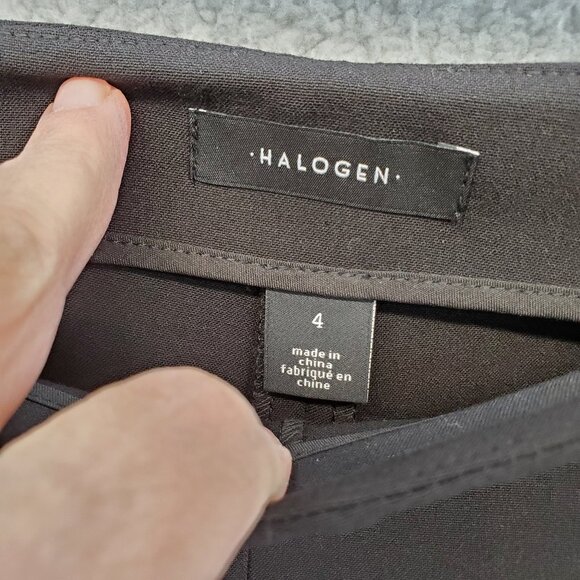 ·HALOGEN·
4
made in
china
fabriqué en
chine